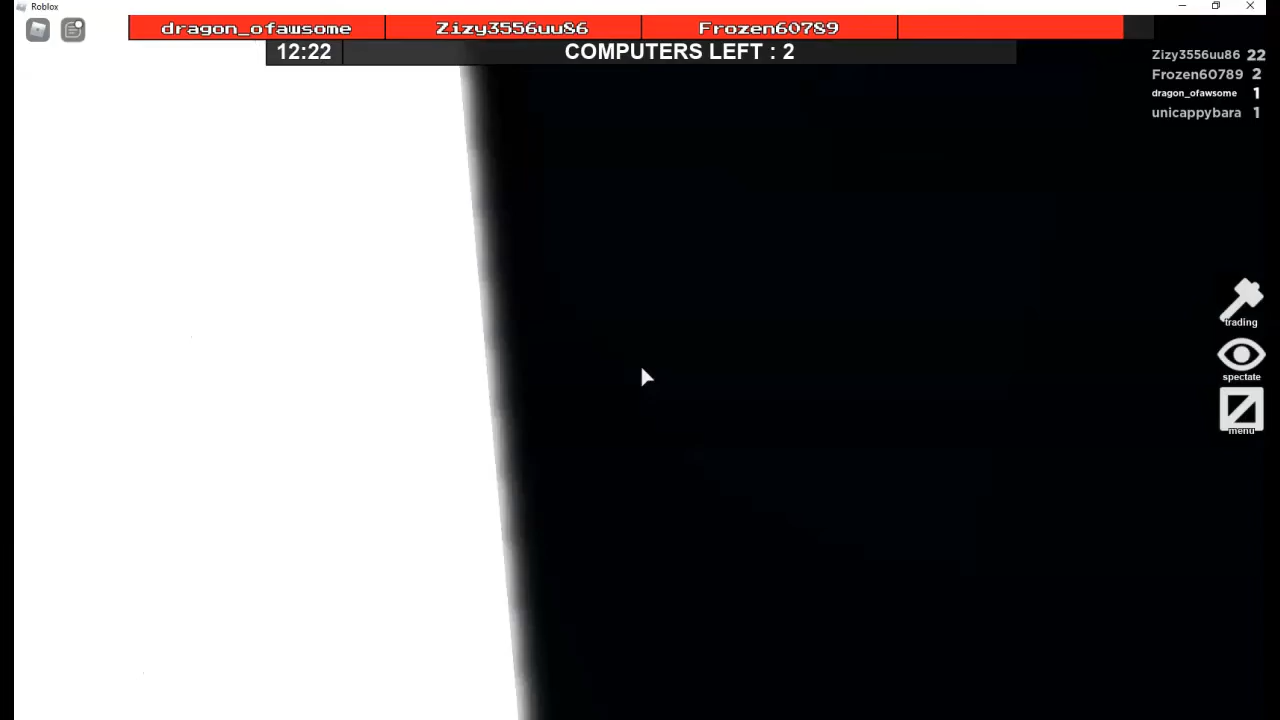 Roblox
dragon_ofawsome Zizy3556uu86 Frozen60789
12:22 COMPUTERS LEFT : 2
Zizy3556uu86 22
Frozen60789 2
dragon_ofawsome 1
unicappybara 1
trading
spectate
menu